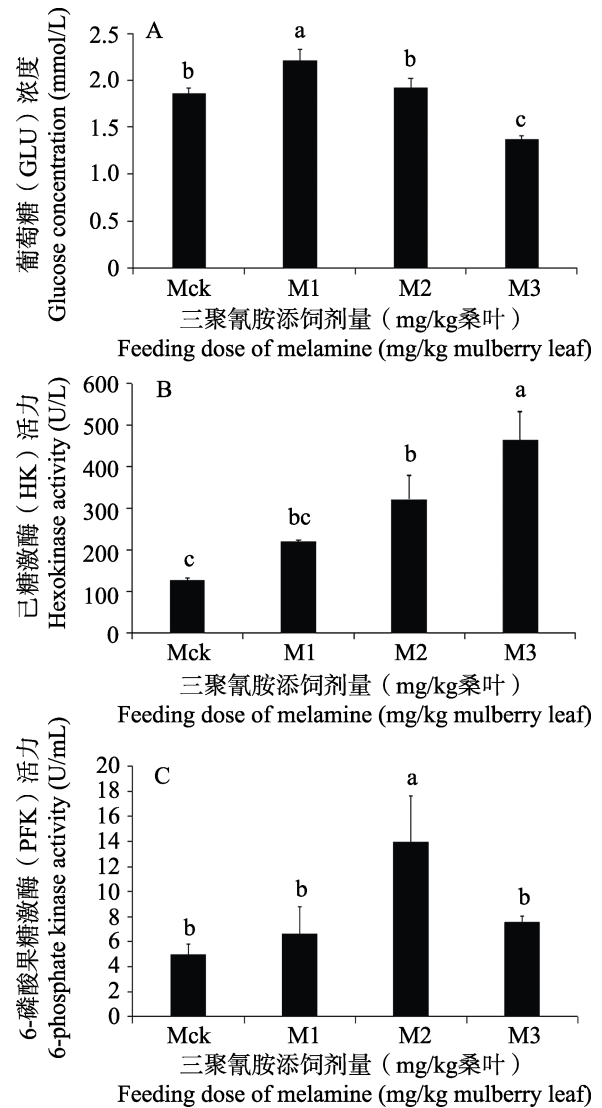 葡萄糖（GLU）浓度
Glucose concentration (mmol/L)
A
2.5
2.0
1.5
1.0
0.5
0
b
a
b
c
Mck M1 M2 M3
三聚氰胺添饲剂量（mg/kg桑叶）
Feeding dose of melamine (mg/kg mulberry leaf)
己糖激酶（HK）活力
Hexokinase activity (U/L)
B
600
500
400
300
200
100
0
c
bc
b
a
Mck M1 M2 M3
三聚氰胺添饲剂量（mg/kg桑叶）
Feeding dose of melamine (mg/kg mulberry leaf)
6-磷酸果糖激酶（PFK）活力
6-phosphate kinase activity (U/mL)
C
20
18
16
14
12
10
8
6
4
2
0
b
b
a
b
Mck M1 M2 M3
三聚氰胺添饲剂量（mg/kg桑叶）
Feeding dose of melamine (mg/kg mulberry leaf)